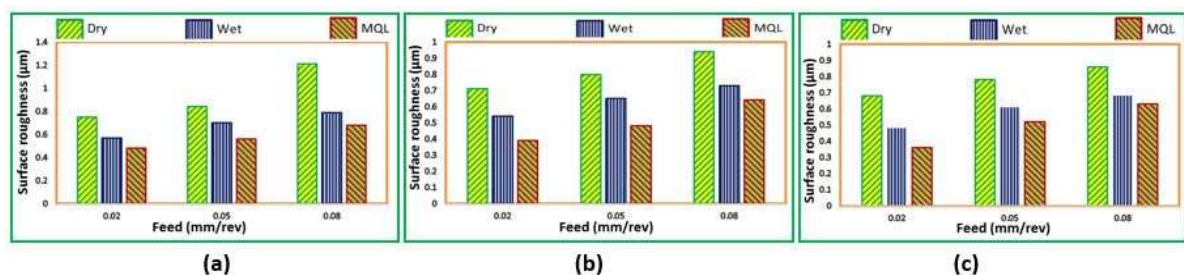 Dry Wet MQL
Surface roughness (µm)
1.4
1.2
1
0.8
0.6
0.4
0.2
0
0.02 0.05 0.08
Feed (mm/rev)
(a)
Dry Wet MQL
Surface roughness (µm)
1
0.9
0.8
0.7
0.6
0.5
0.4
0.3
0.2
0.1
0
0.02 0.05 0.08
Feed (mm/rev)
(b)
Dry Wet MQL
Surface roughness (µm)
1
0.9
0.8
0.7
0.6
0.5
0.4
0.3
0.2
0.1
0
0.02 0.05 0.08
Feed (mm/rev)
(c)